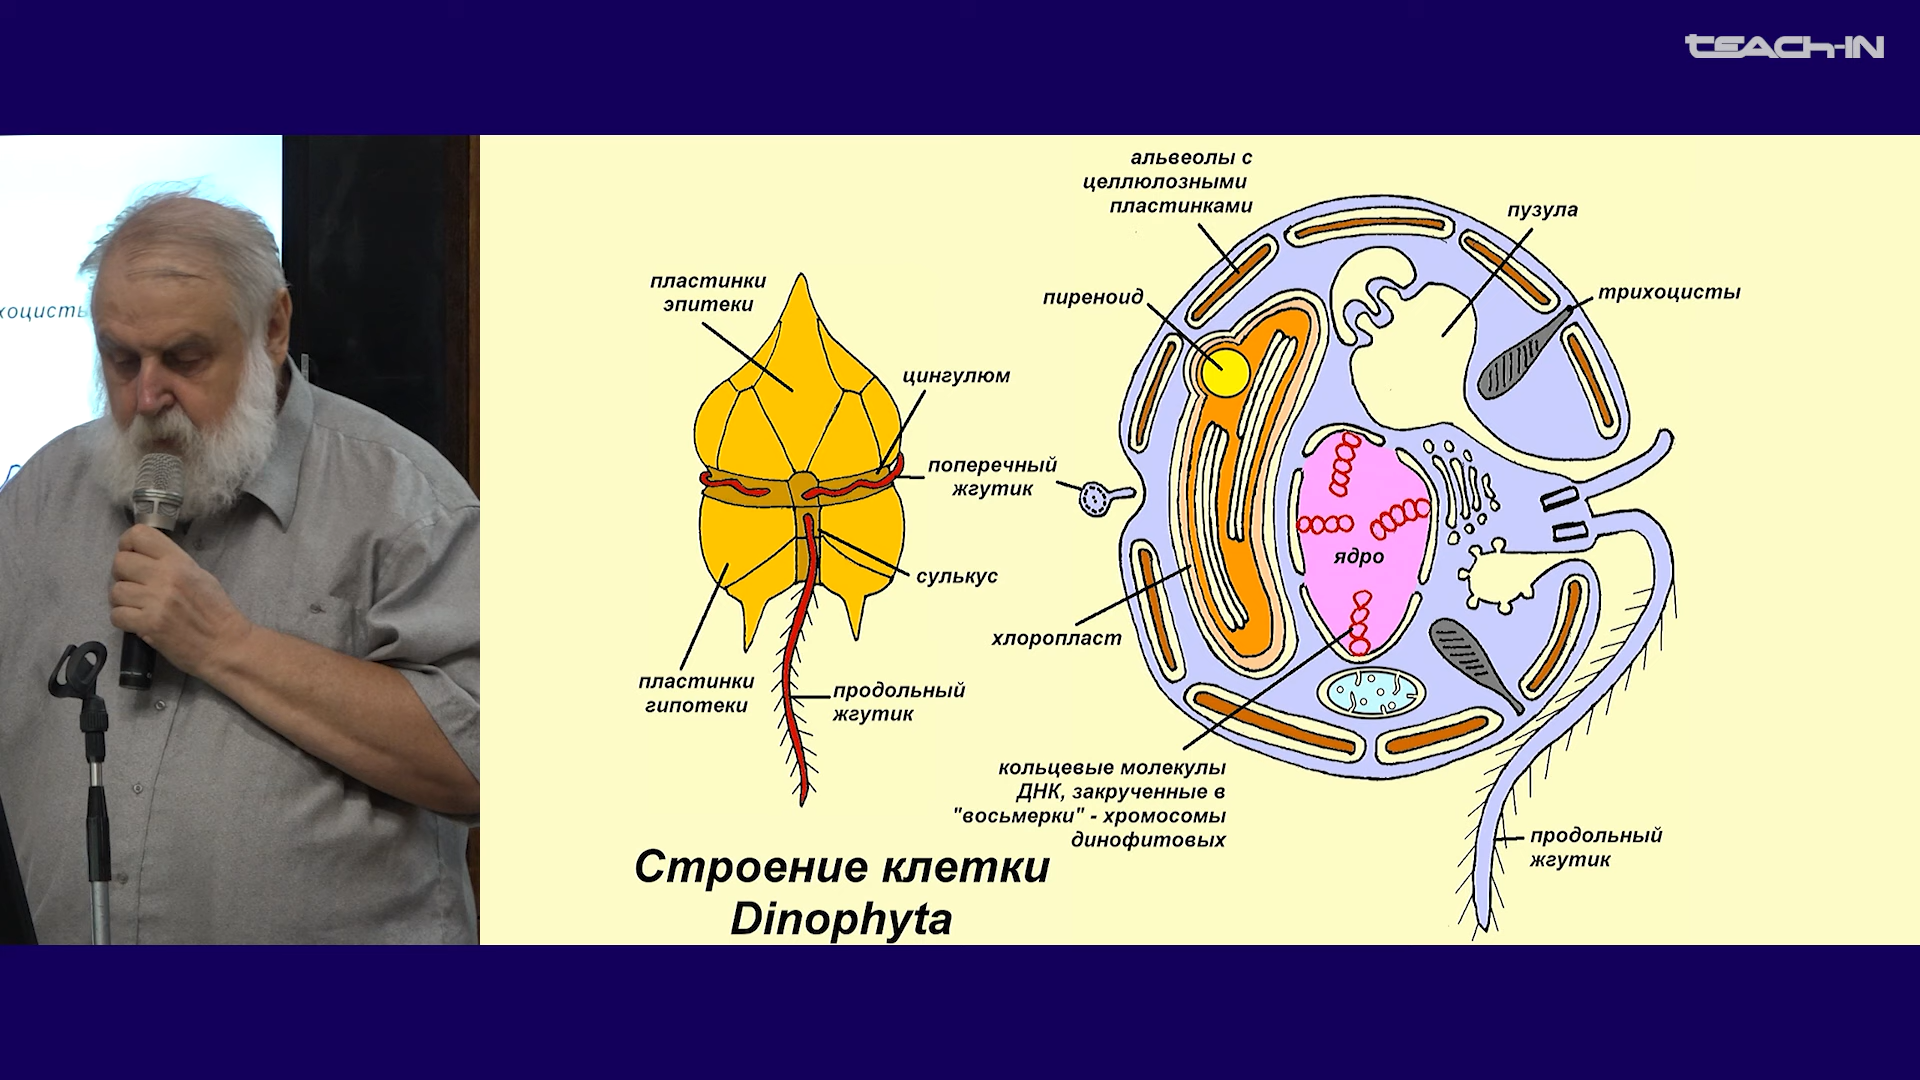 teach-in
хоцисты
альвеолы с
целлюлозными
пластинками
пузула
пластинки
эпитеки
пиреноид
трихоцисты
цингулюм
поперечный
жгутик
ядро
сулькус
хлоропласт
пластинки
гипотеки
продольный
жгутик
кольцевые молекулы
ДНК, закрученные в
"восьмерки" - хромосомы
динофитовых
продольный
жгутик
Строение клетки
Dinophyta